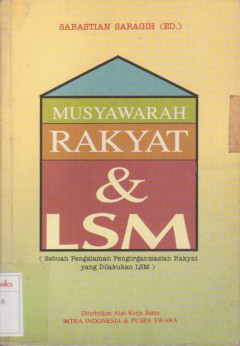 SABASTIAN SARAGIH (ED.)
MUSYAWARAH
RAKYAT
&
LSM
( Sebuah Pengalaman Pengorganisasian Rakyat
yang Dilakukan LSM )
Diterbitkan Atas Kerja Sama
MITRA INDONESIA & PUSPA SWARA